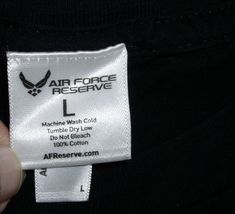 AIR FORCE
RESERVE
L
Machine Wash Cold
Tumble Dry Low
Do Not Bleach
100% Cotton
AFReserve.com
L